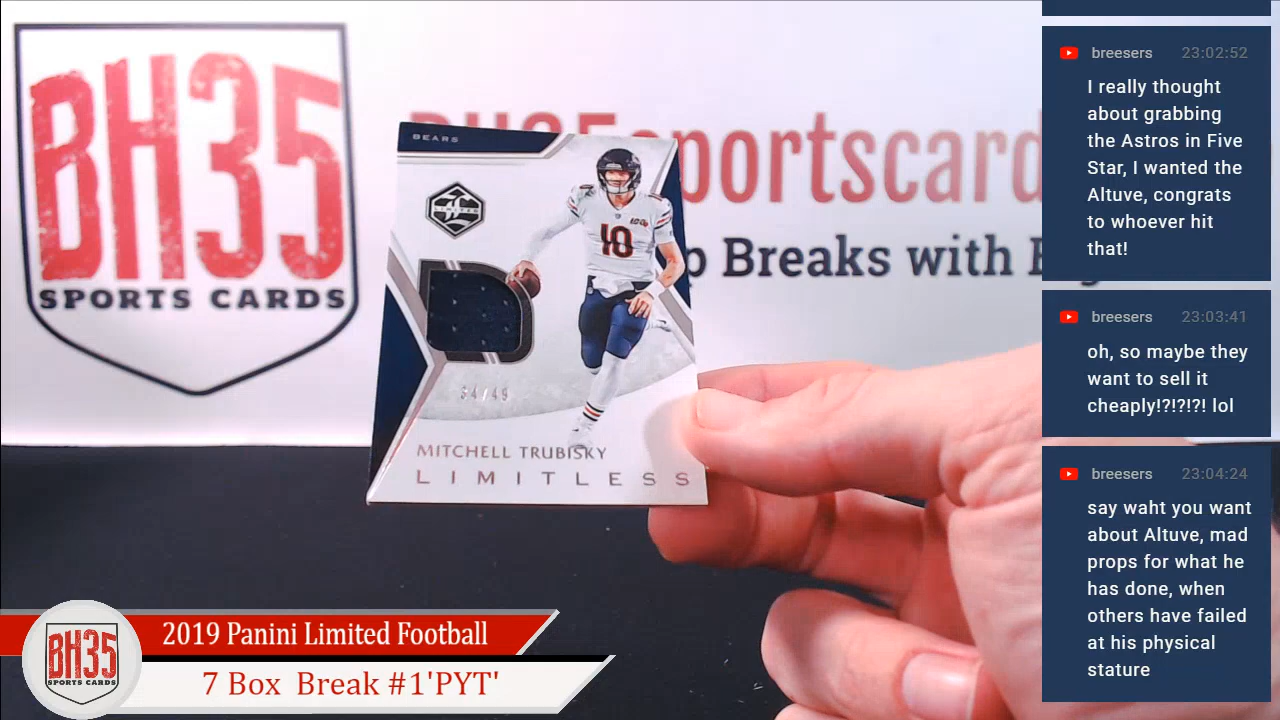 BH35
SPORTS CARDS
BH35sportscard
p Breaks with
BEARS
LIMITED
10
34/49
MITCHELL TRUBISKY
LIMITLESS
BH35
SPORTS CARDS
2019 Panini Limited Football
7 Box Break #1'PYT'
breesers 23:02:52
I really thought
about grabbing
the Astros in Five
Star, I wanted the
Altuve, congrats
to whoever hit
that!
breesers 23:03:41
oh, so maybe they
want to sell it
cheaply!?!?!?! lol
breesers 23:04:24
say waht you want
about Altuve, mad
props for what he
has done, when
others have failed
at his physical
stature